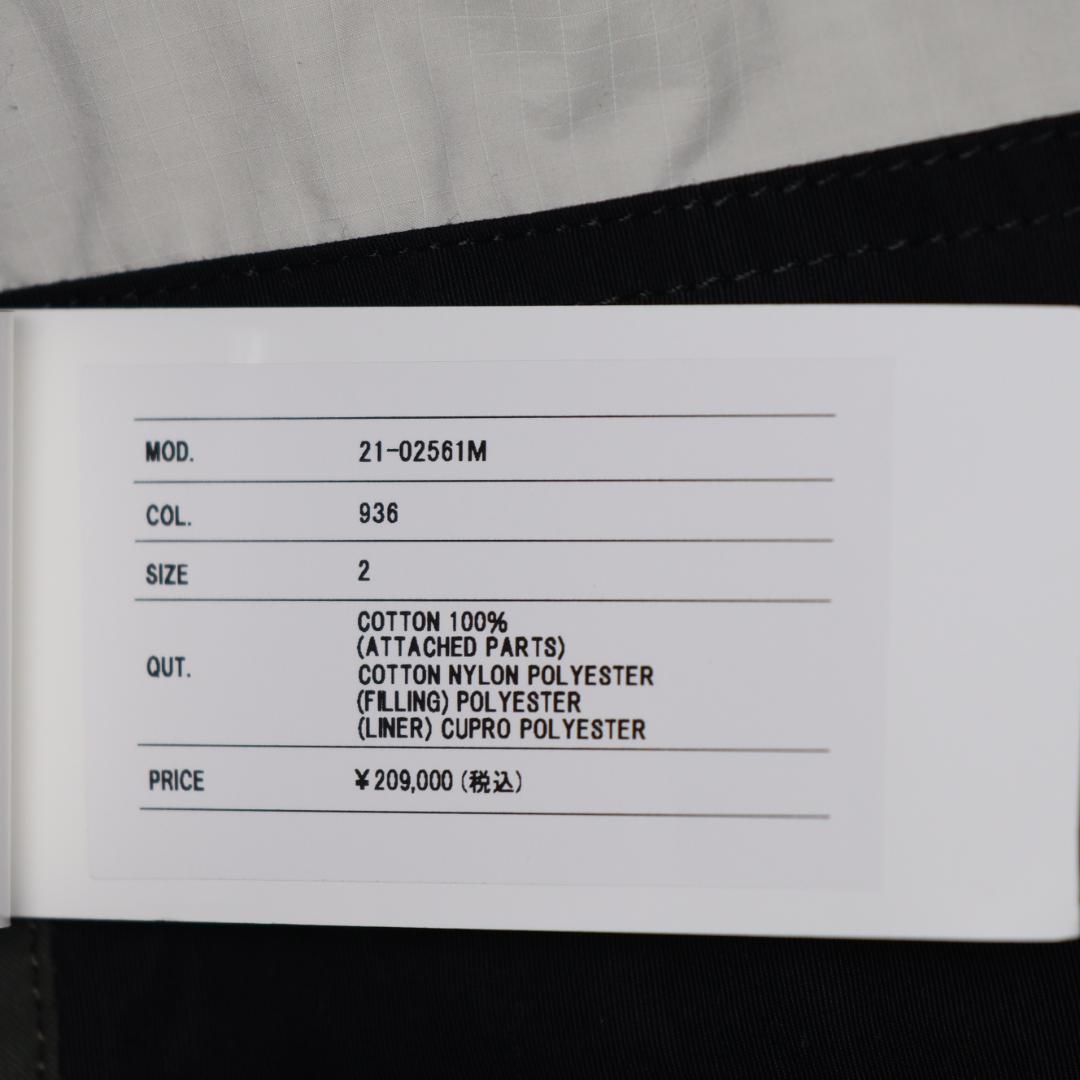 MOD. 21-02561M
COL. 936
SIZE 2
QUT. COTTON 100%
(ATTACHED PARTS)
COTTON NYLON POLYESTER
(FILLING) POLYESTER
(LINER) CUPRO POLYESTER
PRICE ¥209,000(税込)